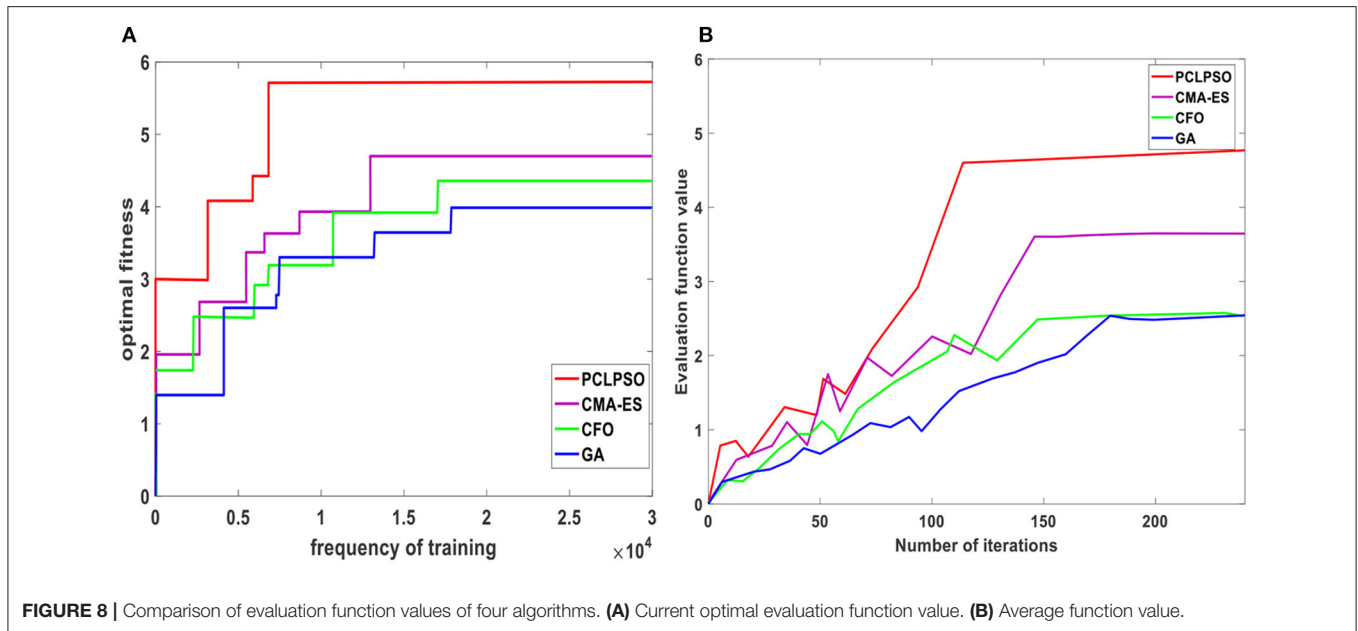 A
6
5
4
3
2
1
0
optimal fitness
PCLPSO
CMA-ES
CFO
GA
0 0.5 1 1.5 2 2.5 3
frequency of training
×10^4
B
6
5
4
3
2
1
0
Evaluation function value
PCLPSO
CMA-ES
CFO
GA
0 50 100 150 200
Number of iterations
FIGURE 8 | Comparison of evaluation function values of four algorithms. (A) Current optimal evaluation function value. (B) Average function value.